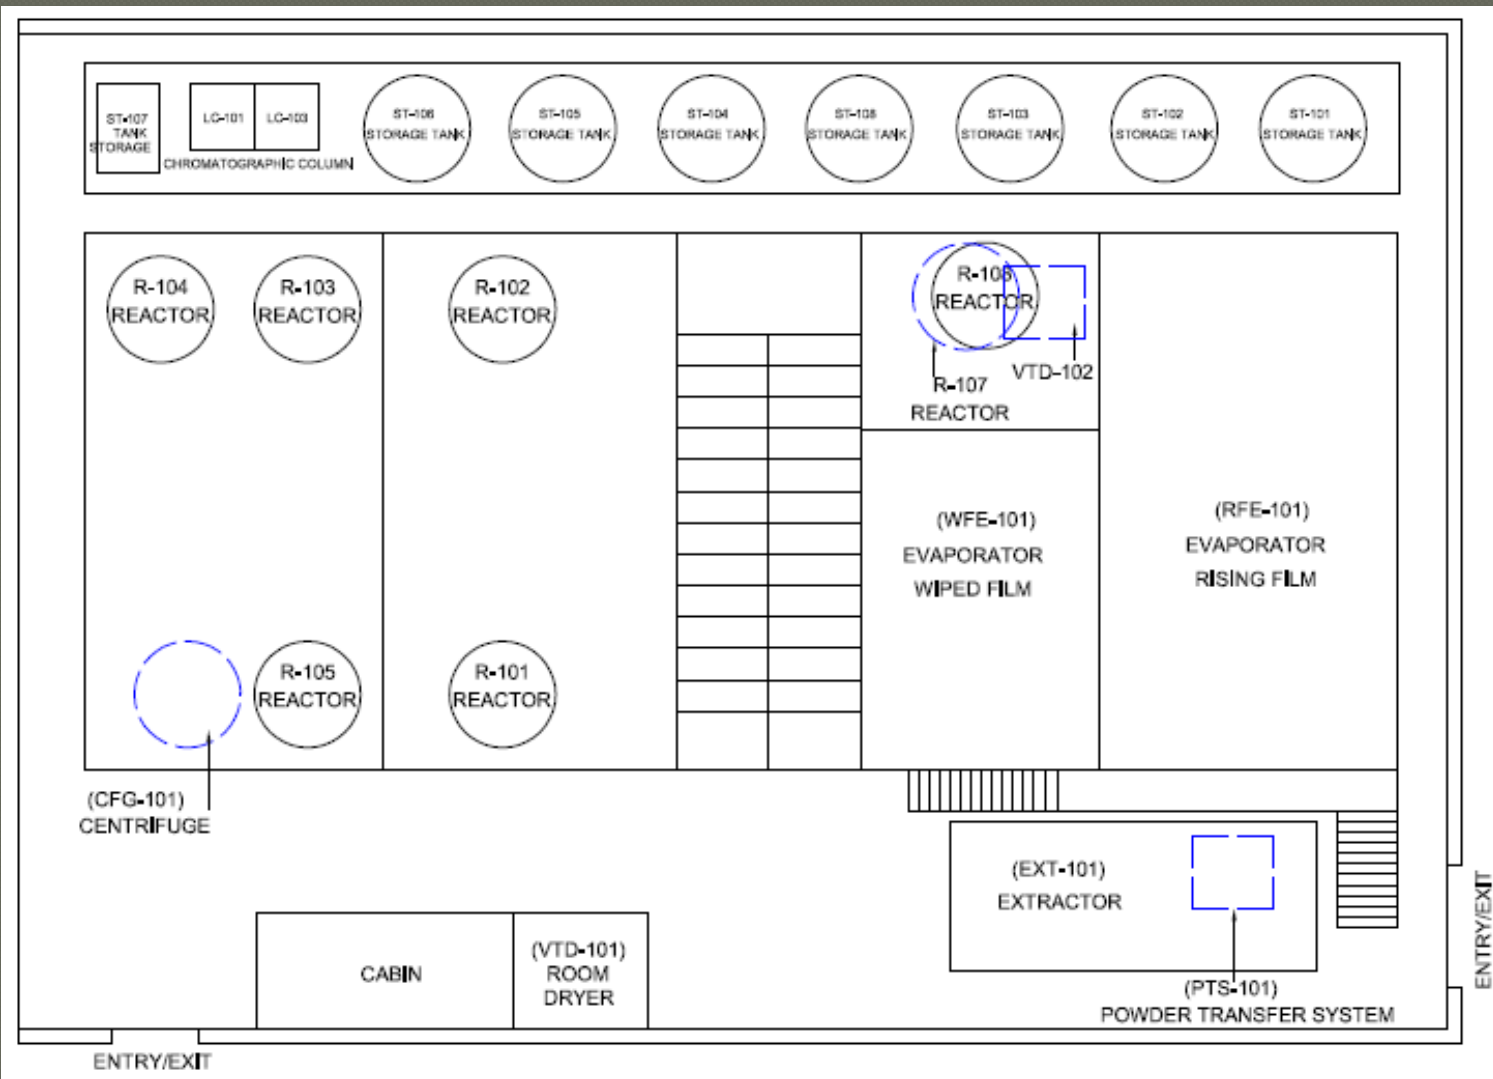 ST-107
TANK
STORAGE
LC-101
LC-103
CHROMATOGRAPHIC COLUMN
ST-106
STORAGE TANK
ST-105
STORAGE TANK
ST-104
STORAGE TANK
ST-108
STORAGE TANK
ST-103
STORAGE TANK
ST-102
STORAGE TANK
ST-101
STORAGE TANK
R-104
REACTOR
R-103
REACTOR
R-102
REACTOR
REACTOR
R-107
REACTOR
VTD-102
(WFE-101)
EVAPORATOR
WIPED FILM
(RFE-101)
EVAPORATOR
RISING FILM
R-105
REACTOR
R-101
REACTOR
(CFG-101)
CENTRIFUGE
(EXT-101)
EXTRACTOR
(PTS-101)
POWDER TRANSFER SYSTEM
CABIN
(VTD-101)
ROOM
DRYER
ENTRY/EXIT
ENTRY/EXIT